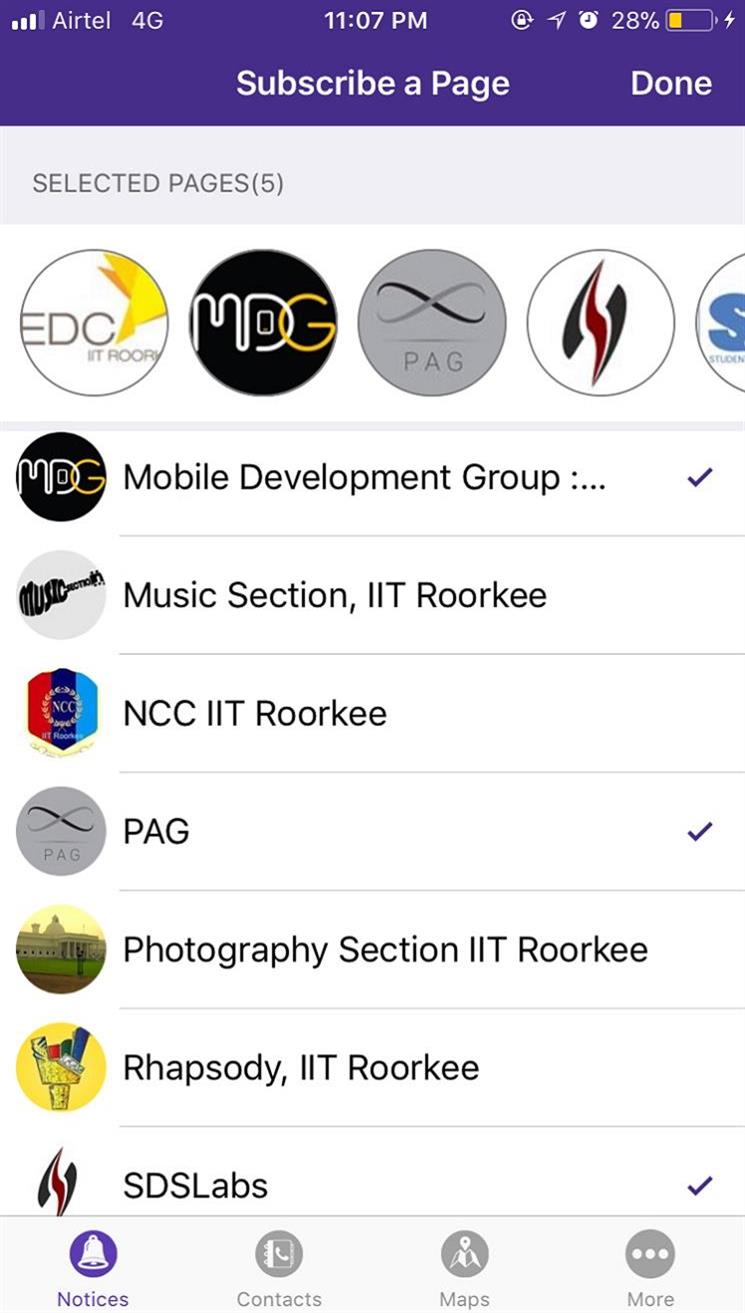 Airtel 4G 11:07 PM 28%
Subscribe a Page Done
SELECTED PAGES(5)
EDC
IIT ROORK
MDG
PAG
S
STUDEN
MDG
Mobile Development Group :...
MUSIC SECTION
Music Section, IIT Roorkee
NCC
IIT Roorkee
NCC IIT Roorkee
PAG
PAG
Photography Section IIT Roorkee
Rhapsody, IIT Roorkee
SDSLabs
Notices Contacts Maps More